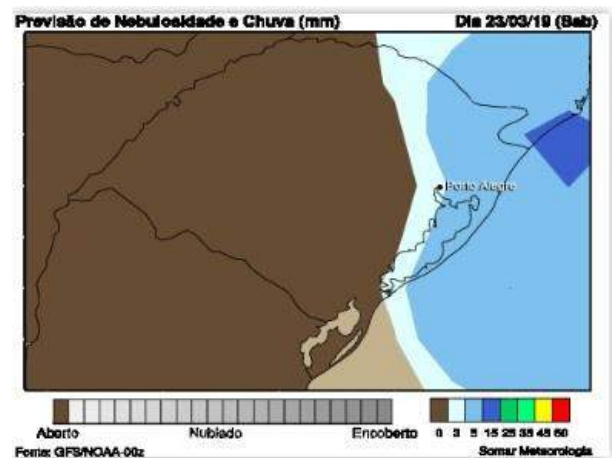 Previsão de Nebulosidade e Chuva (mm) Dia 23/03/19 (Sab)
Porto Alegre
Aberto Nublado Encoberto 0 3 5 15 25 35 45 60
Fonte: GFS/NOAA-00z Somar Meteorologia